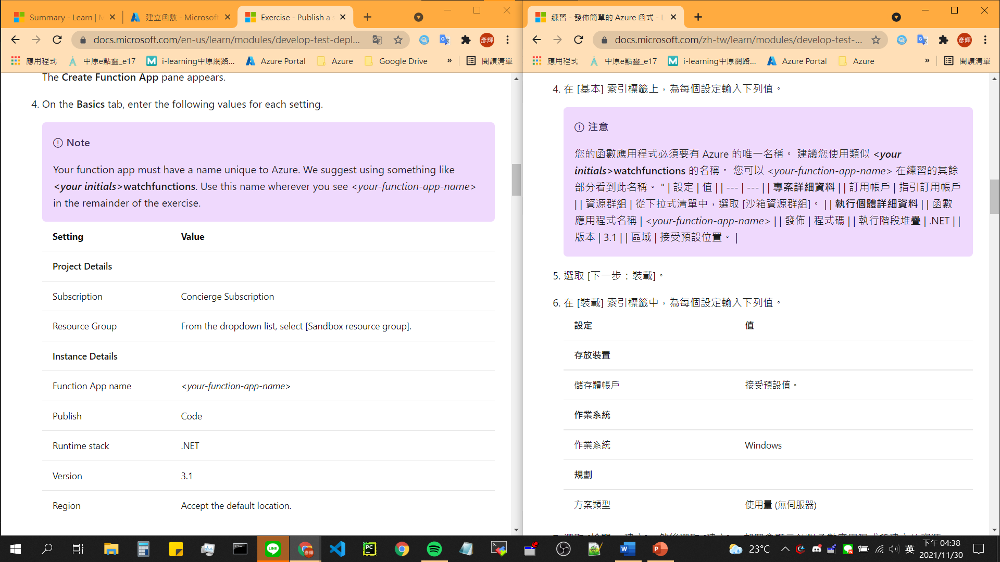 Summary - Learn | M
建立函數 - Microsoft
Exercise - Publish a s
docs.microsoft.com/en-us/learn/modules/develop-test-depl...
彥輝
應用程式
中原e點靈_e17
i-learning中原網路...
Azure Portal
Azure
Google Drive
»
閱讀清單
The Create Function App pane appears.
4. On the Basics tab, enter the following values for each setting.
Note
Your function app must have a name unique to Azure. We suggest using something like
<your initials>watchfunctions. Use this name wherever you see <your-function-app-name>
in the remainder of the exercise.
Setting Value
Project Details
Subscription Concierge Subscription
Resource Group From the dropdown list, select [Sandbox resource group].
Instance Details
Function App name <your-function-app-name>
Publish Code
Runtime stack .NET
Version 3.1
Region Accept the default location.
練習 - 發佈簡單的 Azure 函式 - L
docs.microsoft.com/zh-tw/learn/modules/develop-test-...
彥輝
應用程式
中原e點靈_e17
i-learning中原網路...
Azure Portal
Azure
»
閱讀清單
4. 在 [基本] 索引標籤上，為每個設定輸入下列值。
注意
您的函數應用程式必須要有 Azure 的唯一名稱。 建議您使用類似 <your
initials>watchfunctions 的名稱。 您可以 <your-function-app-name> 在練習的其餘
部分看到此名稱。 " | 設定 | 值 | | --- | --- | | 專案詳細資料 | | 訂用帳戶 | 指引訂用帳戶
| | 資源群組 | 從下拉式清單中，選取 [沙箱資源群組]。 | | 執行個體詳細資料 | | 函數
應用程式名稱 | <your-function-app-name> | | 發佈 | 程式碼 | | 執行階段堆疊 | .NET | |
版本 | 3.1 | | 區域 | 接受預設位置。 |
5. 選取 [下一步：裝載]。
6. 在 [裝載] 索引標籤中，為每個設定輸入下列值。
設定 值
存放裝置
儲存體帳戶 接受預設值。
作業系統
作業系統 Windows
規劃
方案類型 使用量 (無伺服器)
23°C
英
下午 04:38
2021/11/30